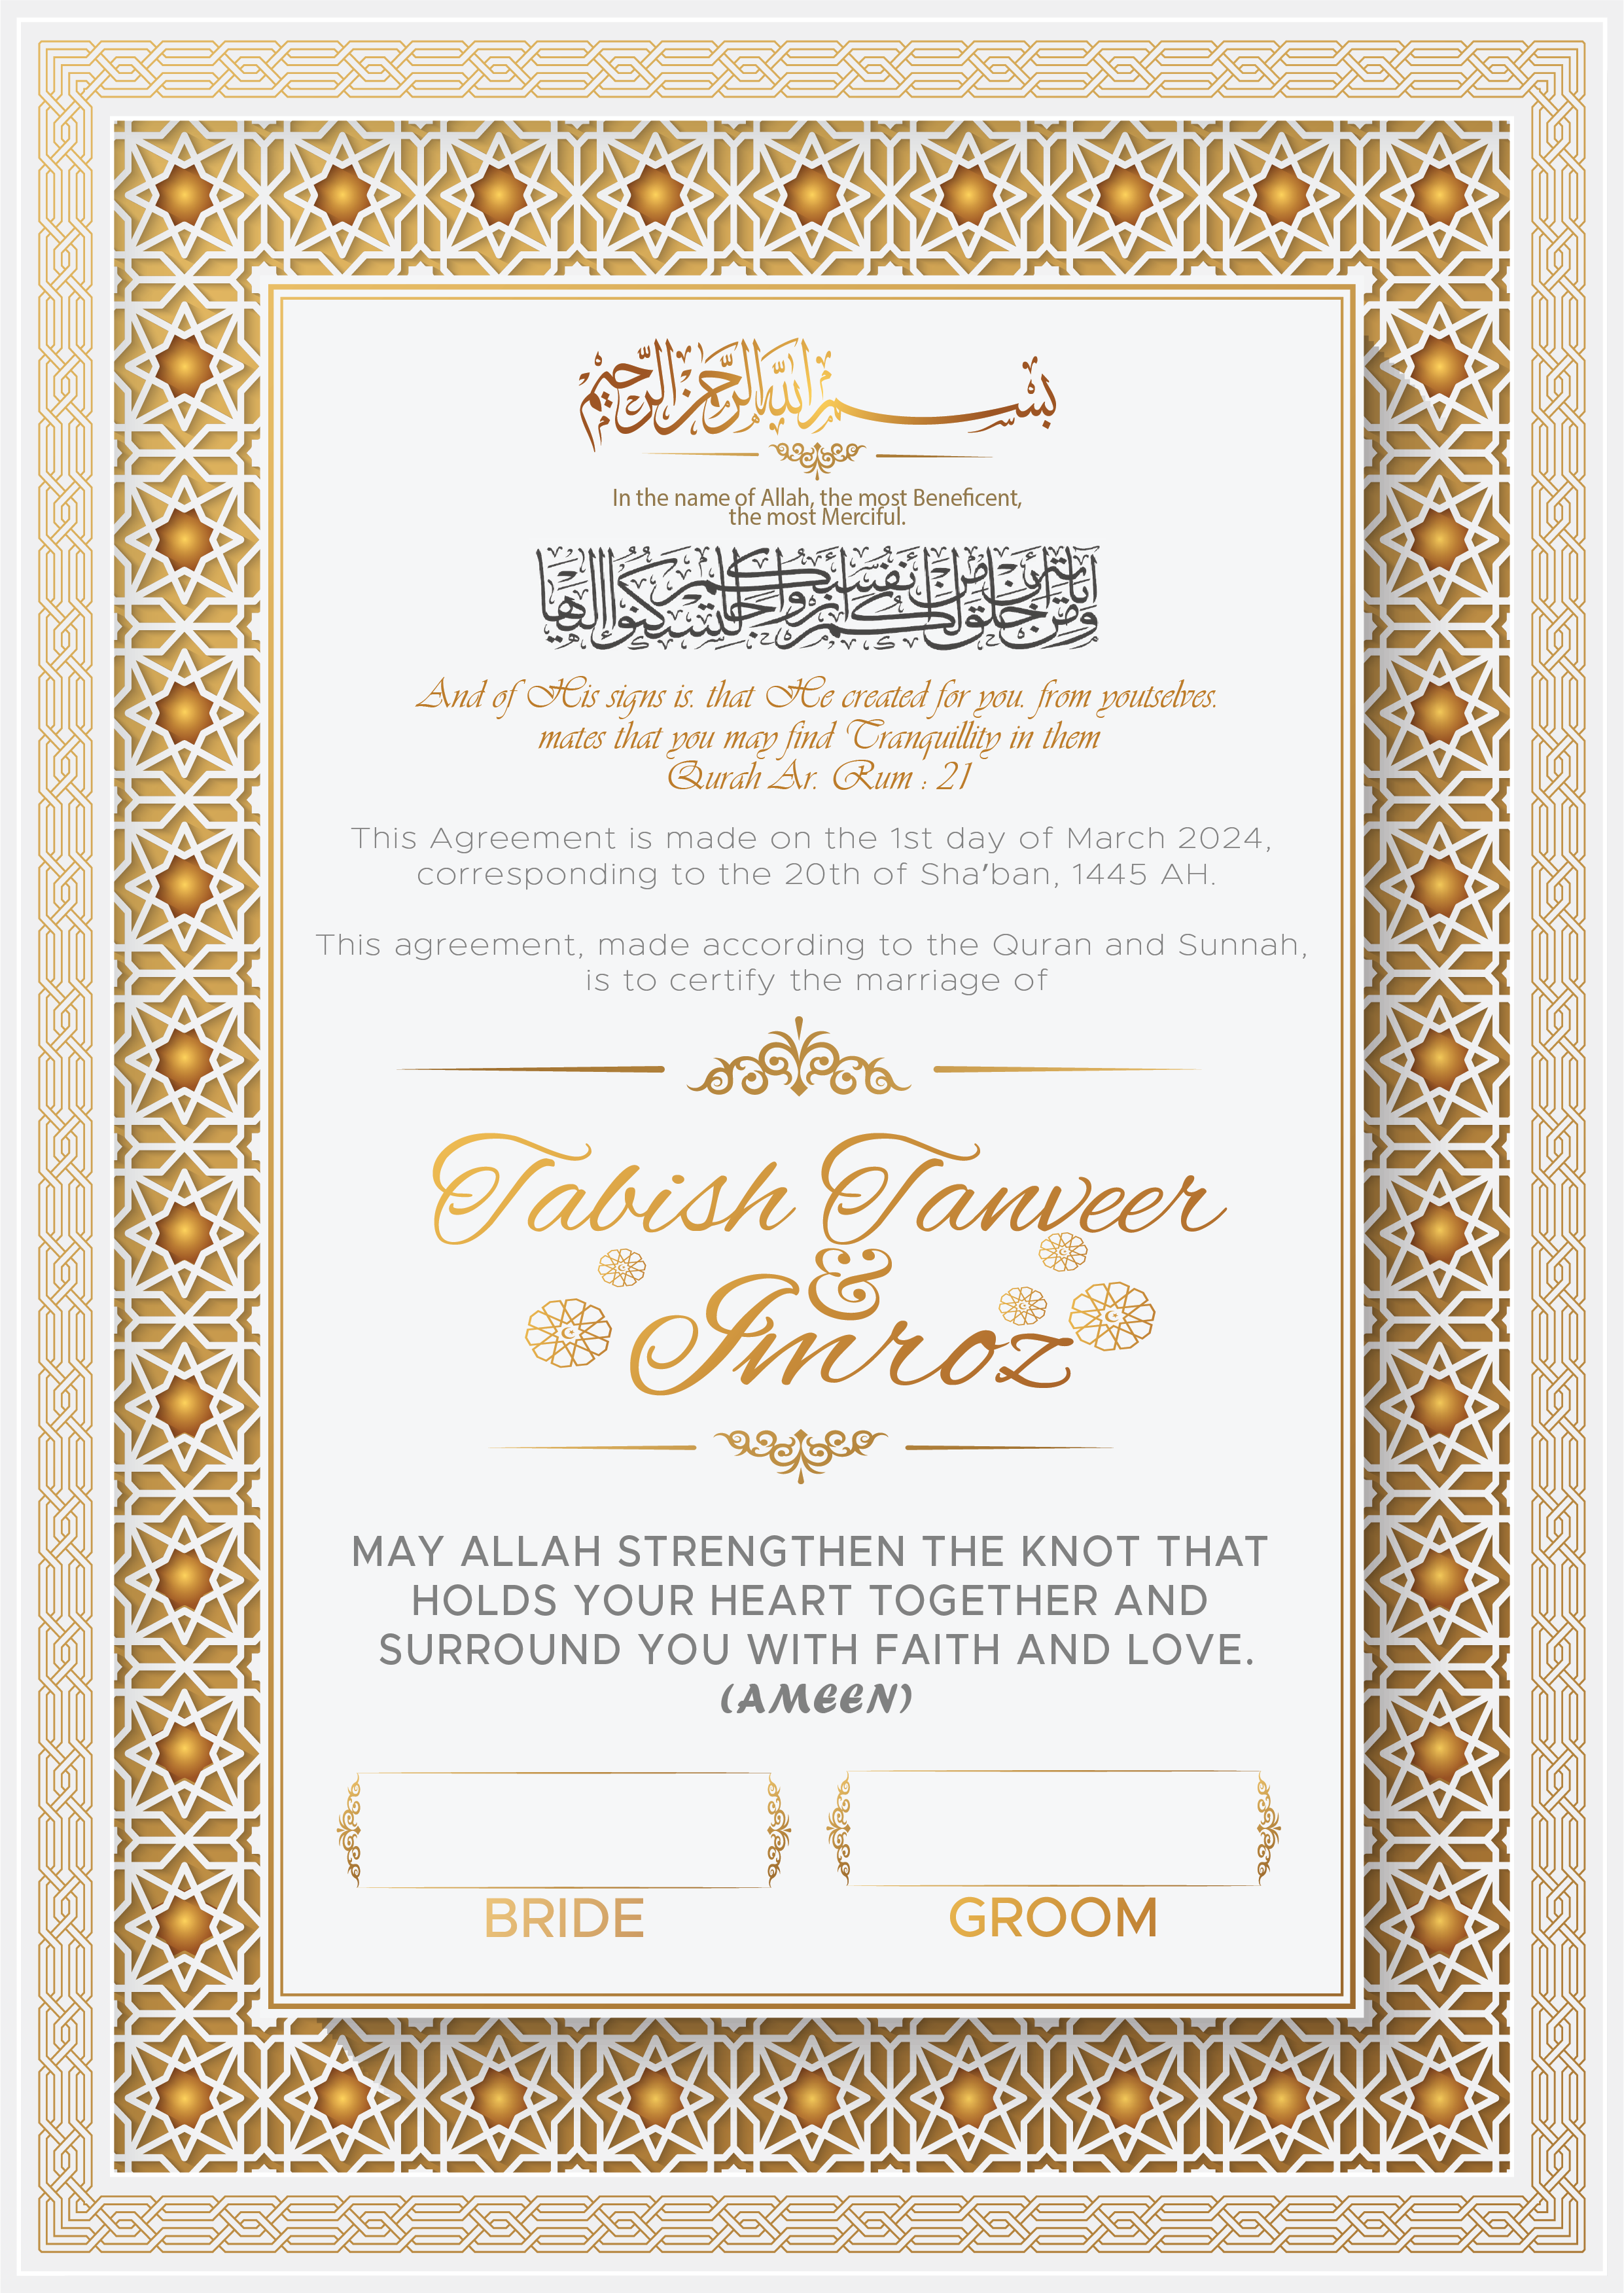 بسم الله الرحمن الرحيم
In the name of Allah, the most Beneficent,
the most Merciful.
ومن آياته أن خلق لكم من أنفسكم أزواجا لتسكنوا إليها
And of His signs is. that He created for you. from youtselves.
mates that you may find Tranquillity in them
Qurah Ar. Rum : 21
This Agreement is made on the 1st day of March 2024,
corresponding to the 20th of Sha'ban, 1445 AH.
This agreement, made according to the Quran and Sunnah,
is to certify the marriage of
Tabish Tanveer
&
Imroz
MAY ALLAH STRENGTHEN THE KNOT THAT
HOLDS YOUR HEART TOGETHER AND
SURROUND YOU WITH FAITH AND LOVE.
(AMEEN)
BRIDE
GROOM